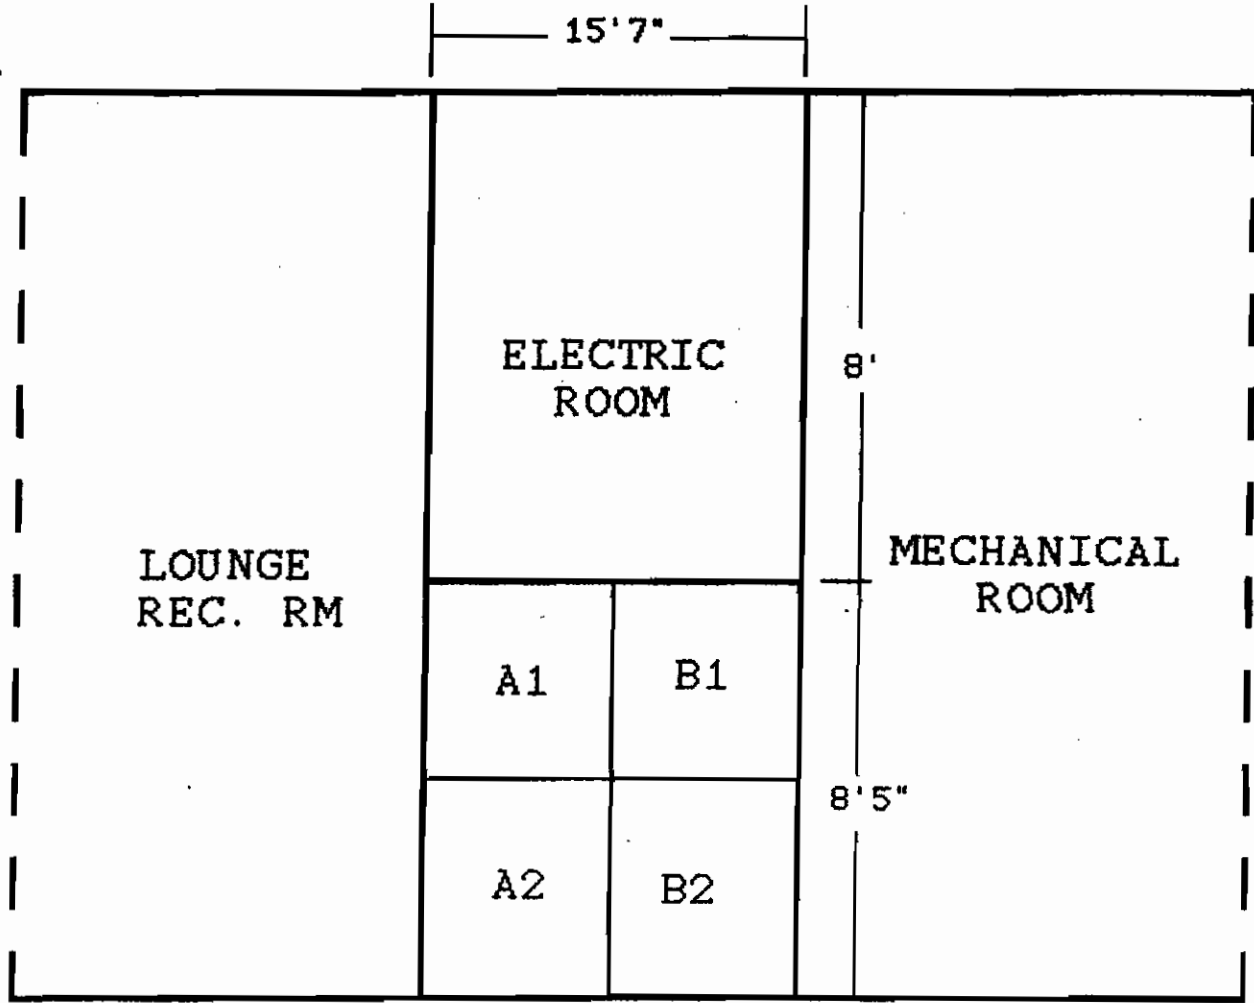 15'7"
ELECTRIC
ROOM
8'
LOUNGE
REC. RM
MECHANICAL
ROOM
A1
B1
8'5"
A2
B2